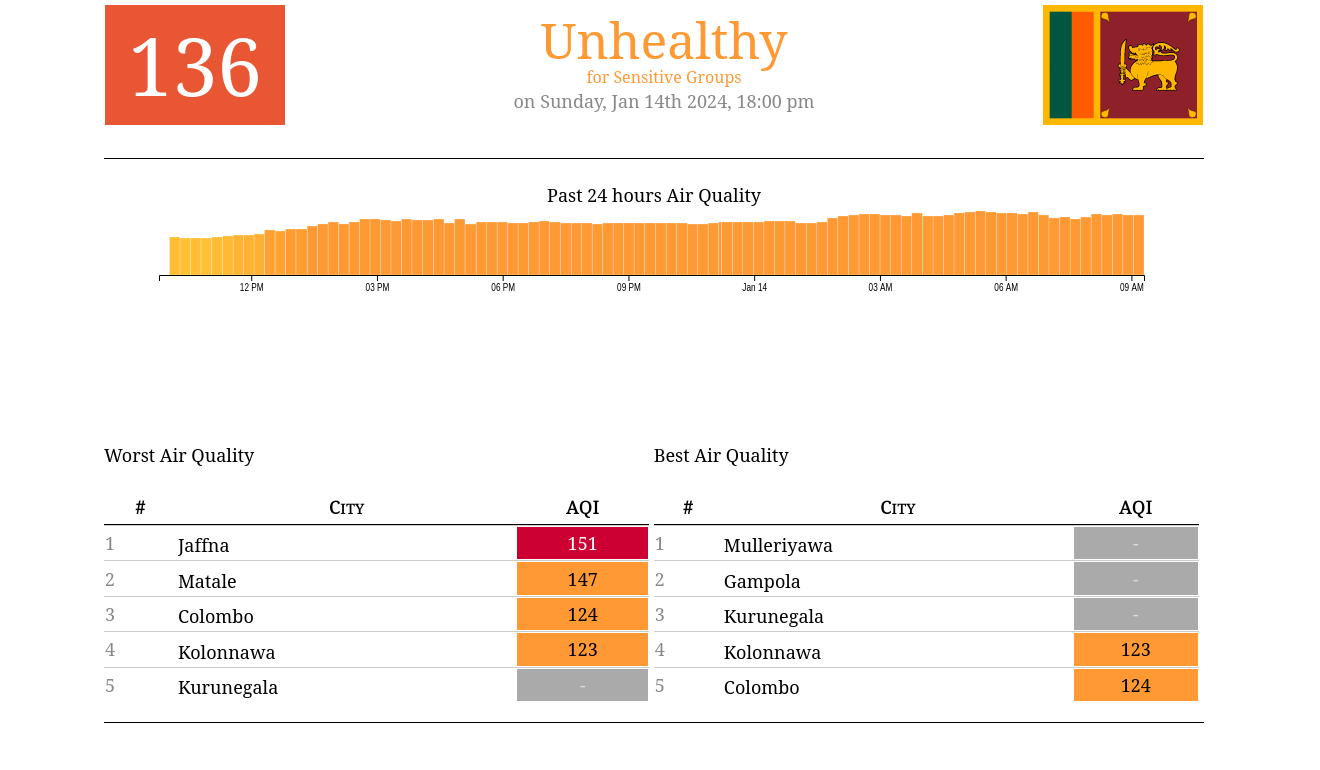 136
Unhealthy
for Sensitive Groups
on Sunday, Jan 14th 2024, 18:00 pm
Past 24 hours Air Quality
12 PM 03 PM 06 PM 09 PM Jan 14 03 AM 06 AM 09 AM
Worst Air Quality
# City AQI
1 Jaffna 151
2 Matale 147
3 Colombo 124
4 Kolonnawa 123
5 Kurunegala -
Best Air Quality
# City AQI
1 Mulleriyawa -
2 Gampola -
3 Kurunegala -
4 Kolonnawa 123
5 Colombo 124